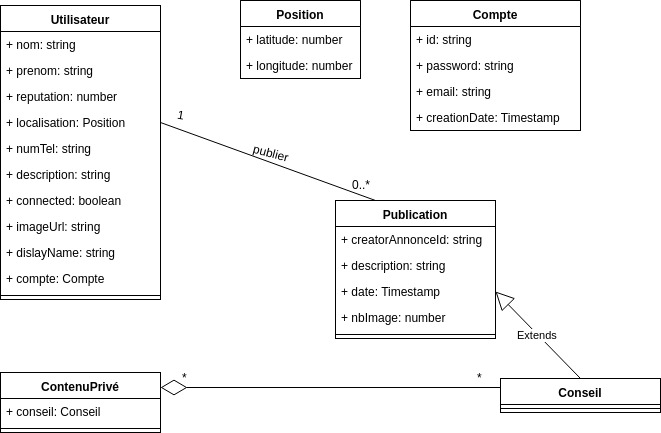 Utilisateur
+ nom: string
+ prenom: string
+ reputation: number
+ localisation: Position
+ numTel: string
+ description: string
+ connected: boolean
+ imageUrl: string
+ dislayName: string
+ compte: Compte
Position
+ latitude: number
+ longitude: number
Compte
+ id: string
+ password: string
+ email: string
+ creationDate: Timestamp
1
publier
0..*
Publication
+ creatorAnnonceId: string
+ description: string
+ date: Timestamp
+ nbImage: number
Extends
ContenuPrivé
+ conseil: Conseil
*
*
Conseil